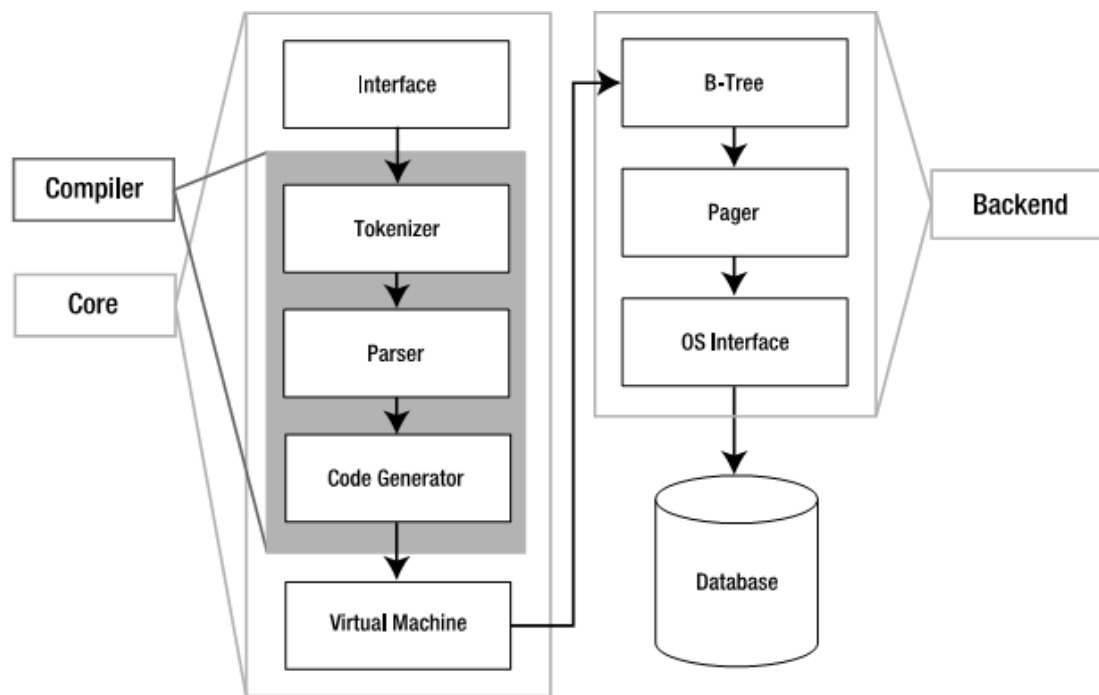 Interface
Compiler
Tokenizer
Core
Parser
Code Generator
Virtual Machine
B-Tree
Pager
Backend
OS Interface
Database